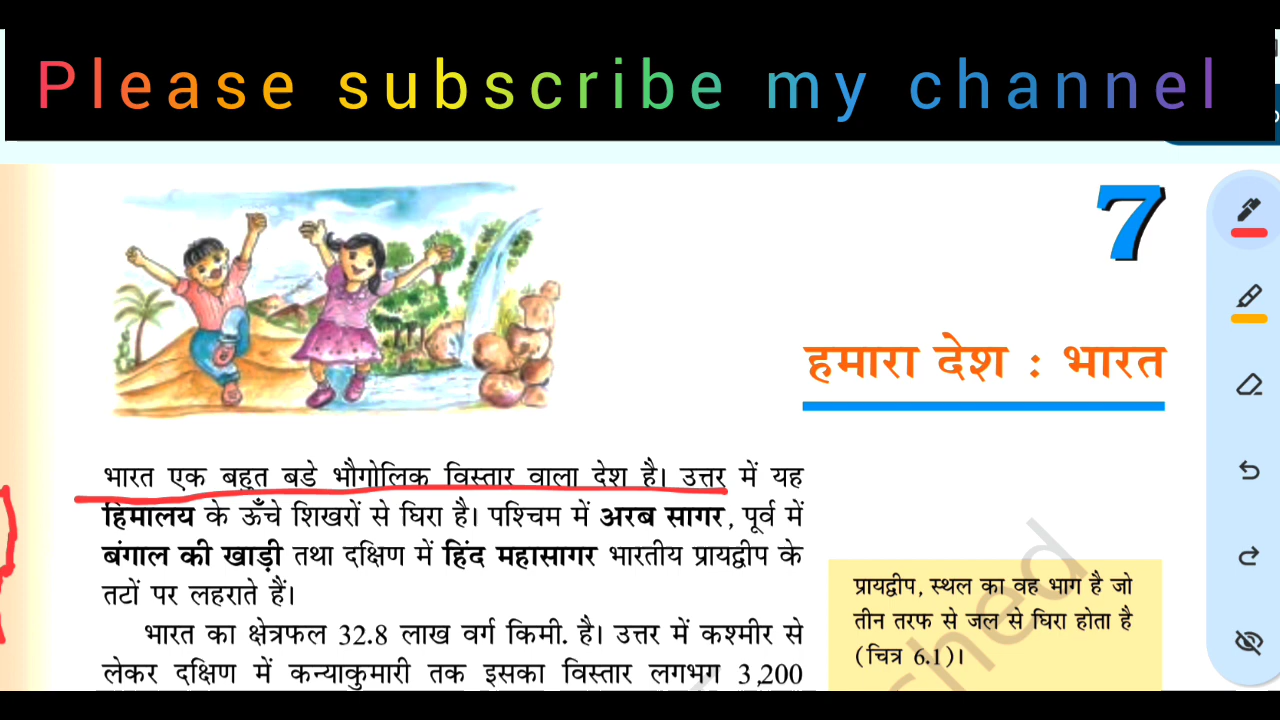 Please subscribe my channel
7
हमारा देश : भारत
भारत एक बहुत बडे भौगोलिक विस्तार वाला देश है। उत्तर में यह
हिमालय के ऊँचे शिखरों से घिरा है। पश्चिम में अरब सागर, पूर्व में
बंगाल की खाड़ी तथा दक्षिण में हिंद महासागर भारतीय प्रायद्वीप के
तटों पर लहराते हैं।
भारत का क्षेत्रफल 32.8 लाख वर्ग किमी. है। उत्तर में कश्मीर से
लेकर दक्षिण में कन्याकुमारी तक इसका विस्तार लगभग 3,200
प्रायद्वीप, स्थल का वह भाग है जो
तीन तरफ से जल से घिरा होता है
(चित्र 6.1)।